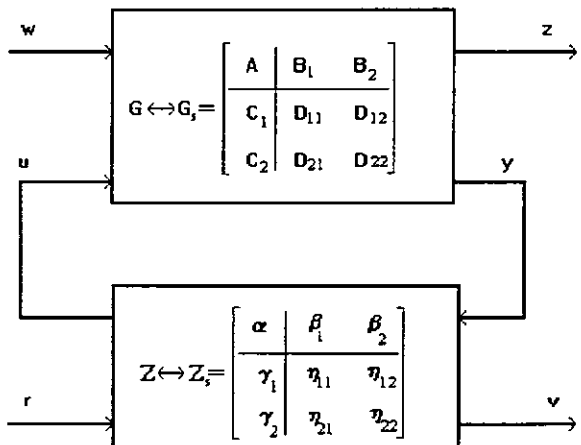 w z
A B₁ B₂
G ↔ Gₛ =
C₁ D₁₁ D₁₂
C₂ D₂₁ D22
u y
α β₁ β₂
Z ↔ Zₛ =
γ₁ η₁₁ η₁₂
γ₂ η₂₁ η₂₂
r v